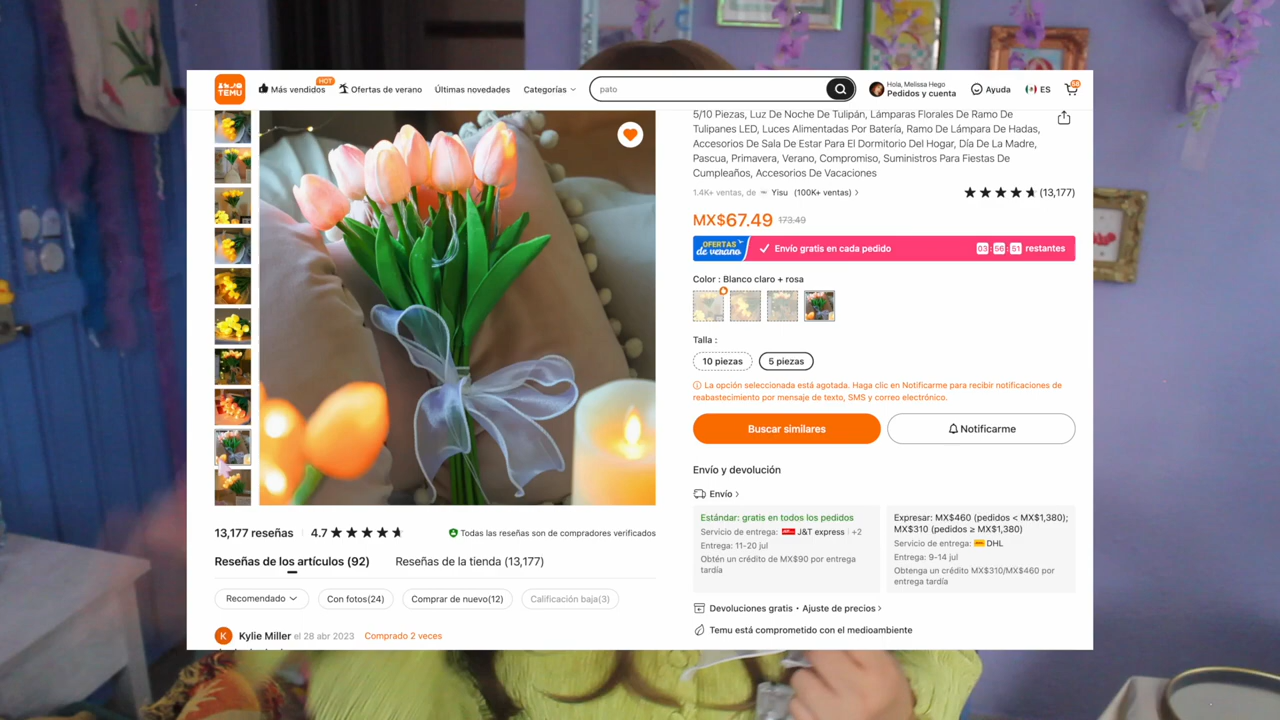 TEMU
Más vendidos
HOT
Ofertas de verano
Últimas novedades
Categorías
pato
Hola, Melissa Hego
Pedidos y cuenta
Ayuda
ES
5/10 Piezas, Luz De Noche De Tulipán, Lámparas Florales De Ramo De
Tulipanes LED, Luces Alimentadas Por Batería, Ramo De Lámpara De Hadas,
Accesorios De Sala De Estar Para El Dormitorio Del Hogar, Día De La Madre,
Pascua, Primavera, Verano, Compromiso, Suministros Para Fiestas De
Cumpleaños, Accesorios De Vacaciones
1.4K+ ventas, de Yisu (100K+ ventas) (13,177)
MX$67.49 173.49
OFERTAS
de verano
Envío gratis en cada pedido 03:56:51 restantes
Color : Blanco claro + rosa
Talla :
10 piezas 5 piezas
La opción seleccionada está agotada. Haga clic en Notificarme para recibir notificaciones de
reabastecimiento por mensaje de texto, SMS y correo electrónico.
Buscar similares Notificarme
Envío y devolución
Envío
Estándar: gratis en todos los pedidos
Servicio de entrega: J&T express +2
Entrega: 11-20 jul
Obtén un crédito de MX$90 por entrega
tardía
Expresar: MX$460 (pedidos < MX$1,380);
MX$310 (pedidos ≥ MX$1,380)
Servicio de entrega: DHL
Entrega: 9-14 jul
Obtenga un crédito MX$310/MX$460 por
entrega tardía
Devoluciones gratis • Ajuste de precios
Temu está comprometido con el medioambiente
13,177 reseñas 4.7 Todas las reseñas son de compradores verificados
Reseñas de los artículos (92) Reseñas de la tienda (13,177)
Recomendado Con fotos(24) Comprar de nuevo(12) Calificación baja(3)
K Kylie Miller el 28 abr 2023 Comprado 2 veces